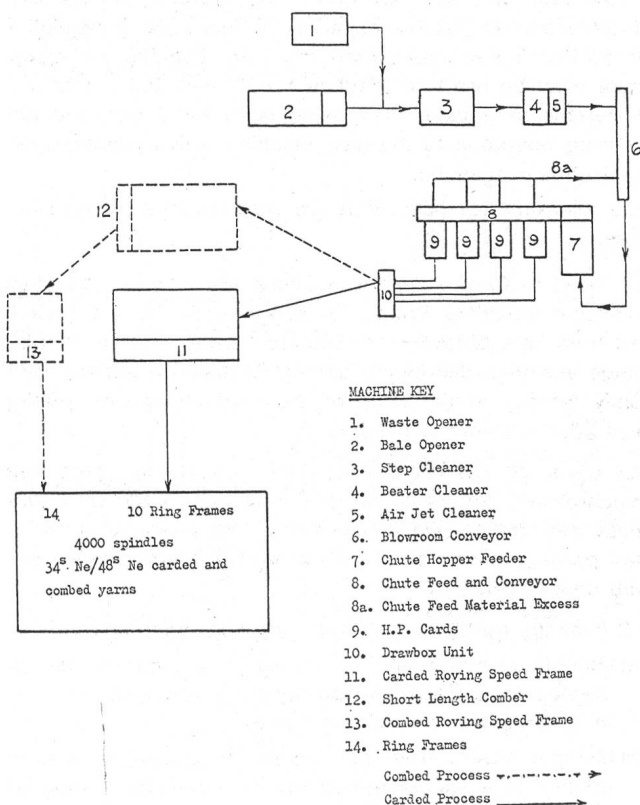 1
2
3
4
5
6
8a
8
9
9
9
9
7
10
12
11
13
14 10 Ring Frames
4000 spindles
34s Ne/48s Ne carded and
combed yarns
MACHINE KEY
1. Waste Opener
2. Bale Opener
3. Step Cleaner
4. Beater Cleaner
5. Air Jet Cleaner
6. Blowroom Conveyor
7. Chute Hopper Feeder
8. Chute Feed and Conveyor
8a. Chute Feed Material Excess
9. H.P. Cards
10. Drawbox Unit
11. Carded Roving Speed Frame
12. Short Length Comber
13. Combed Roving Speed Frame
14. Ring Frames
Combed Process
Carded Process